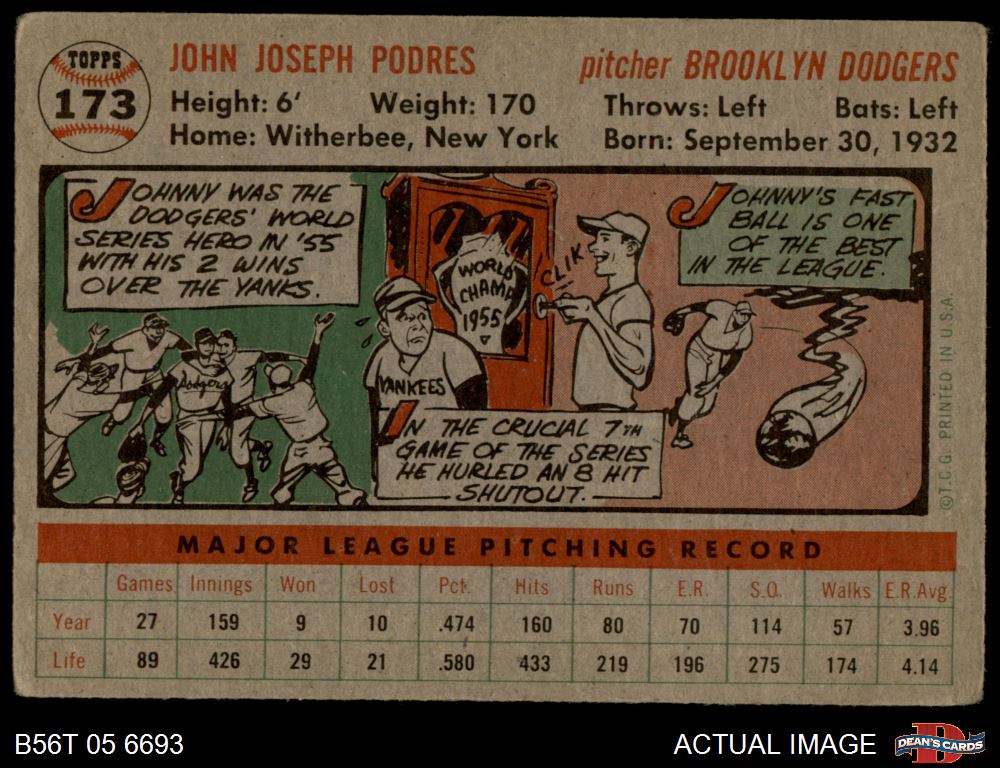 TOPPS
173
JOHN JOSEPH PODRES
pitcher BROOKLYN DODGERS
Height: 6' Weight: 170 Throws: Left Bats: Left
Home: Witherbee, New York Born: September 30, 1932
JOHNNY WAS THE
DODGERS' WORLD
SERIES HERO IN '55
WITH HIS 2 WINS
OVER THE YANKS.
Dodgers
WORLD
CHAMP
1955
CLIK
YANKEES
IN THE CRUCIAL 7TH
GAME OF THE SERIES
HE HURLED AN 8 HIT
SHUTOUT.
JOHNNY'S FAST
BALL IS ONE
OF THE BEST
IN THE LEAGUE.
©T.C.G. PRINTED IN U.S.A.
MAJOR LEAGUE PITCHING RECORD
Games Innings Won Lost Pct. Hits Runs E.R. S.O. Walks E.R.Avg.
Year 27 159 9 10 .474 160 80 70 114 57 3.96
Life 89 426 29 21 .580 433 219 196 275 174 4.14
B56T 05 6693
ACTUAL IMAGE
DEAN'S CARDS